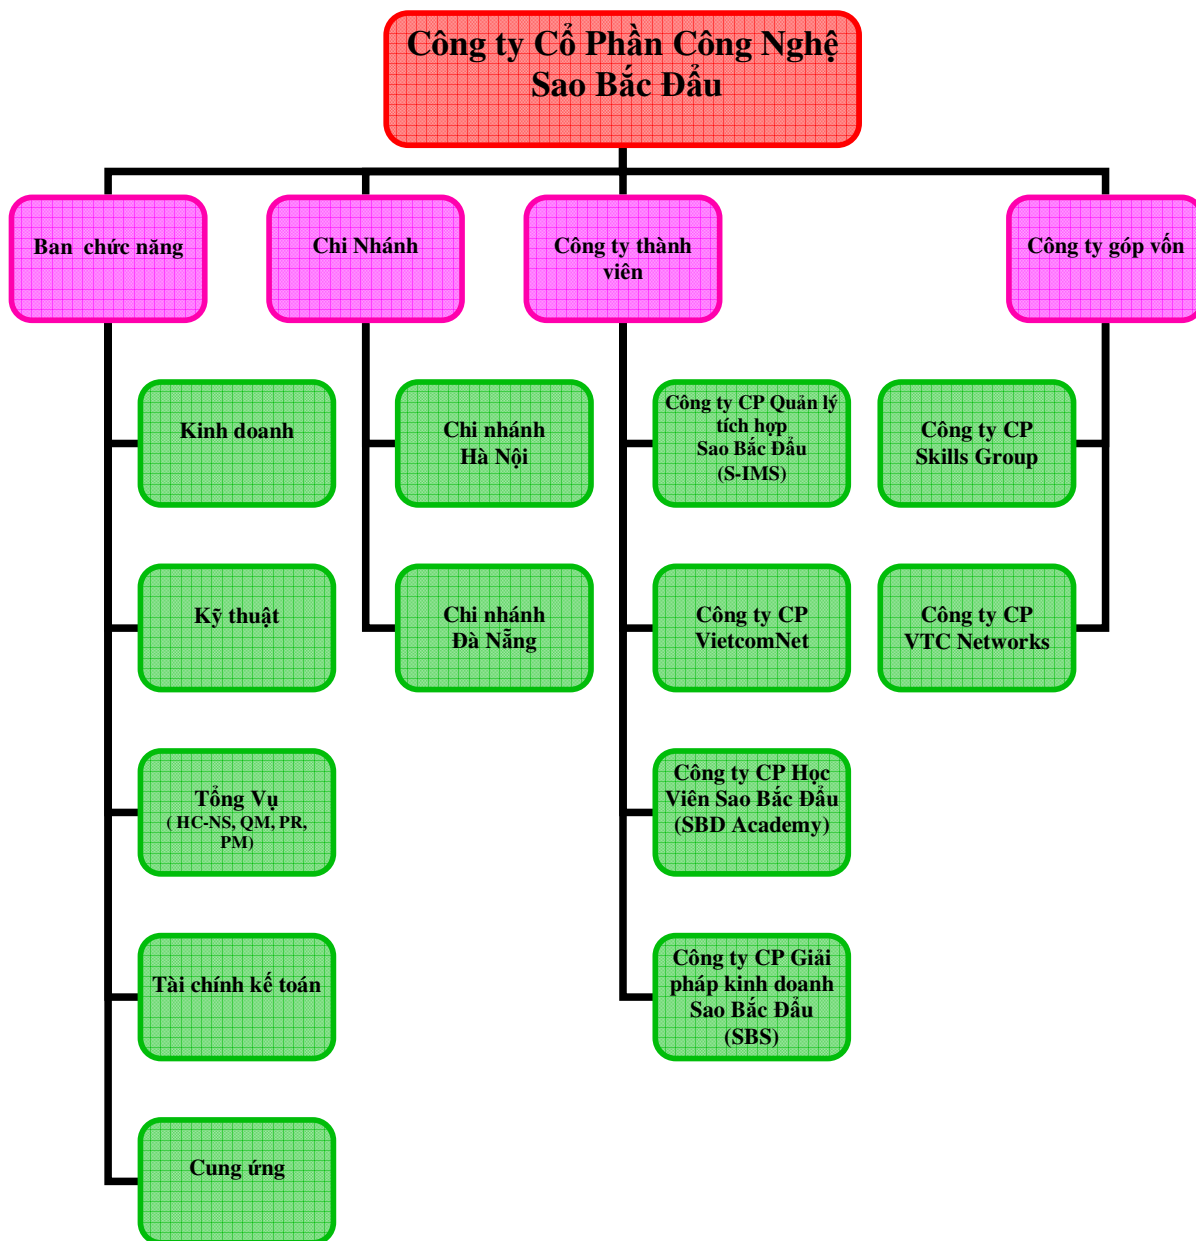 Công ty Cổ Phần Công Nghệ
Sao Bắc Đẩu
Ban chức năng
Chi Nhánh
Công ty thành
viên
Công ty góp vốn
Kinh doanh
Kỹ thuật
Tổng Vụ
( HC-NS, QM, PR,
PM)
Tài chính kế toán
Cung ứng
Chi nhánh
Hà Nội
Chi nhánh
Đà Nẵng
Công ty CP Quản lý
tích hợp
Sao Bắc Đẩu
(S-IMS)
Công ty CP
VietcomNet
Công ty CP Học
Viên Sao Bắc Đẩu
(SBD Academy)
Công ty CP Giải
pháp kinh doanh
Sao Bắc Đẩu
(SBS)
Công ty CP
Skills Group
Công ty CP
VTC Networks